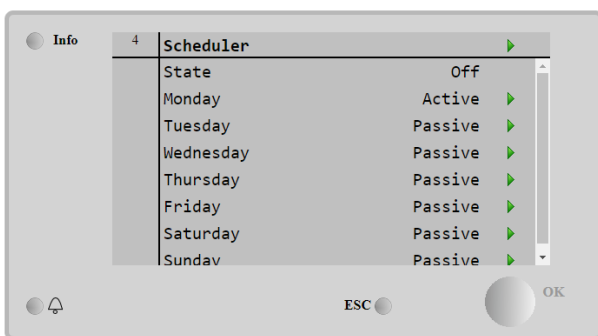 Info
4 Scheduler
State Off
Monday Active
Tuesday Passive
Wednesday Passive
Thursday Passive
Friday Passive
Saturday Passive
Sunday Passive
ESC
OK